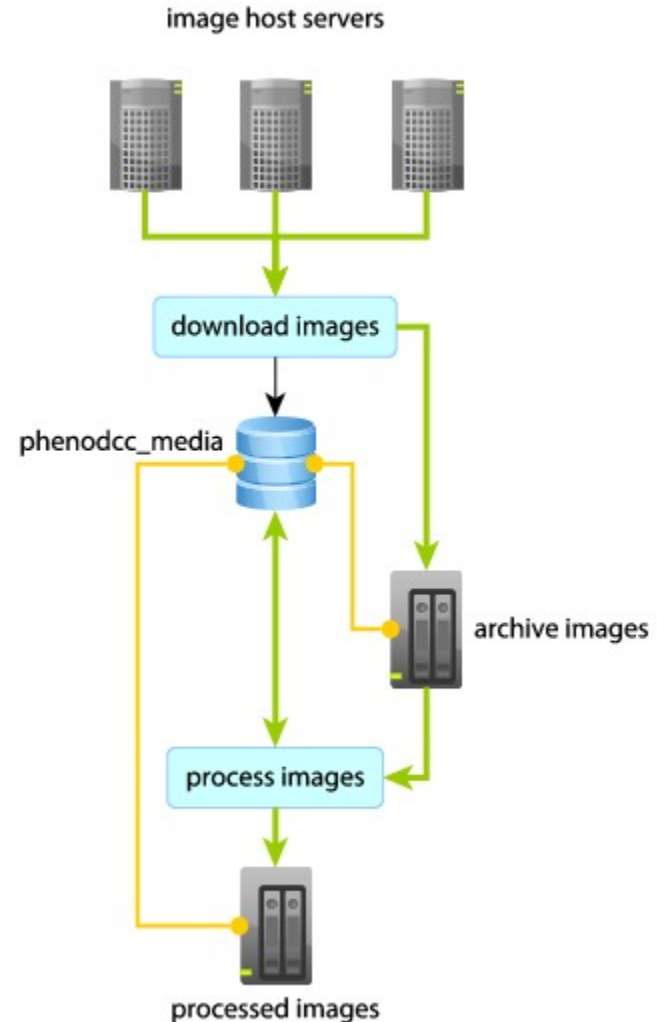 image host servers
download images
phenodcc_media
archive images
process images
processed images